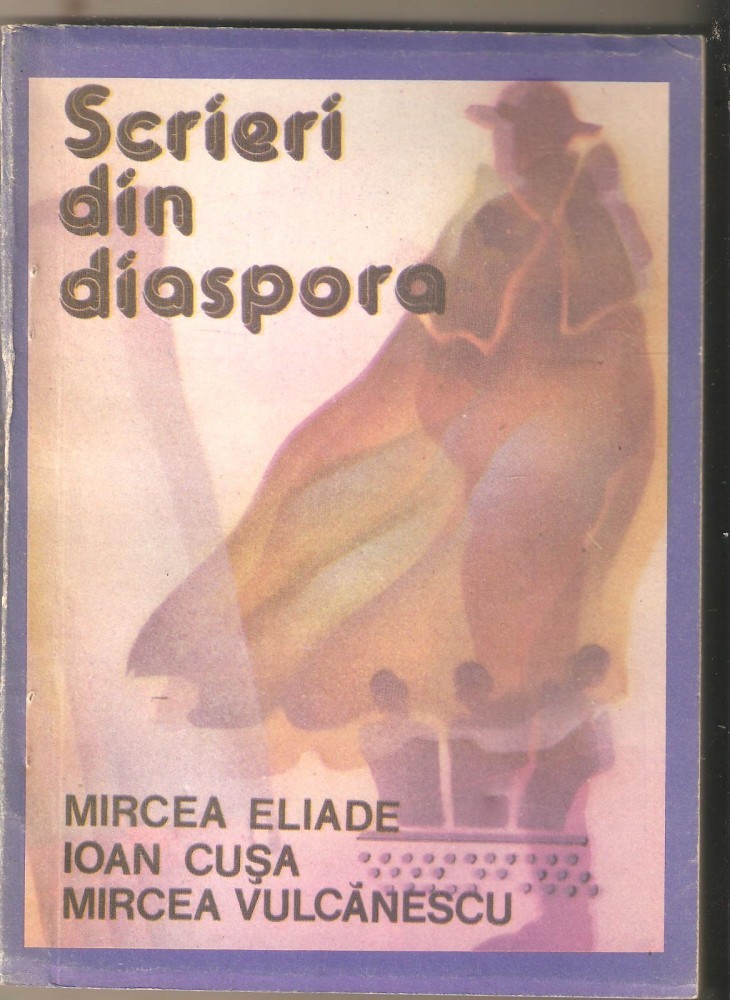 Scrieri
din
diaspora
MIRCEA ELIADE
IOAN CUȘA
MIRCEA VULCĂNESCU